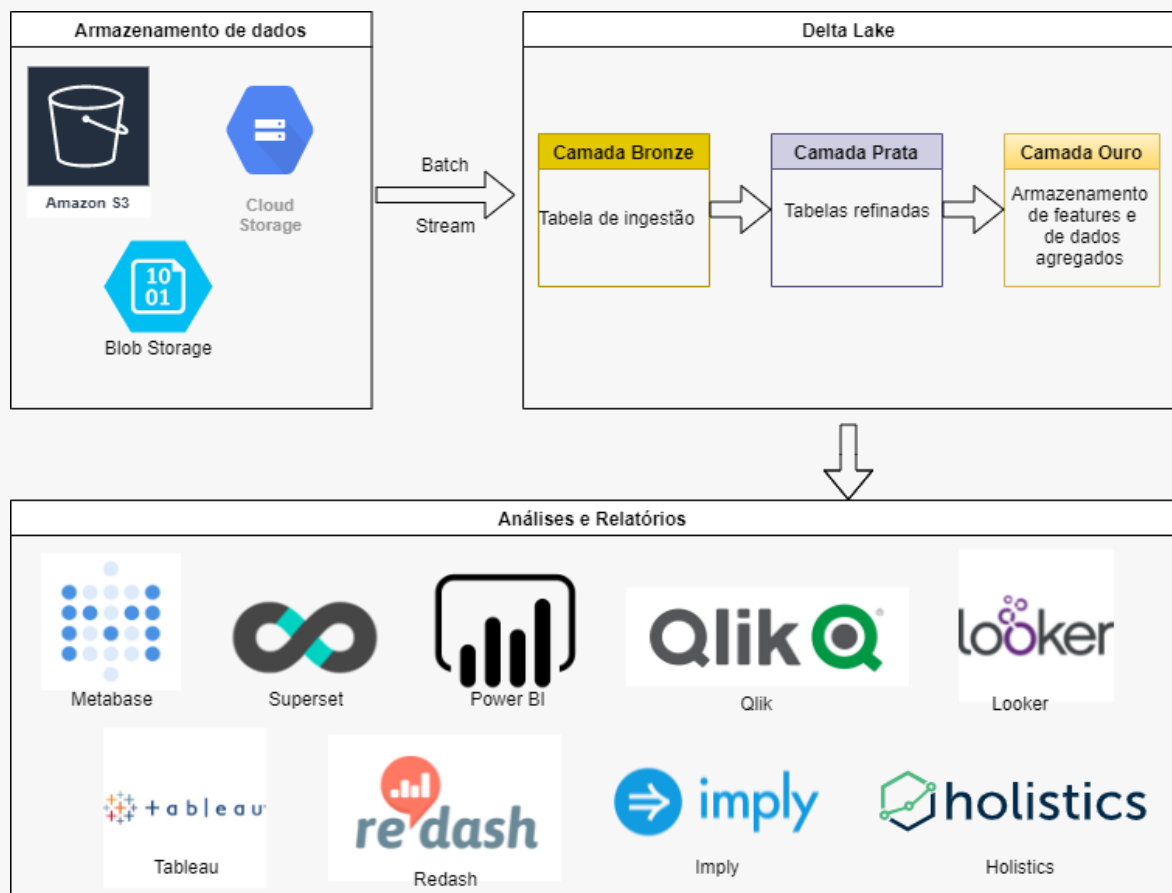 Armazenamento de dados
Amazon S3
Cloud
Storage
10
01
Blob Storage
Batch
Stream
Delta Lake
Camada Bronze
Tabela de ingestão
Camada Prata
Tabelas refinadas
Camada Ouro
Armazenamento
de features e
de dados
agregados
Análises e Relatórios
Metabase
Superset
Power BI
Qlik
Qlik
looker
Looker
+ableau
Tableau
redash
Redash
imply
Imply
holistics
Holistics